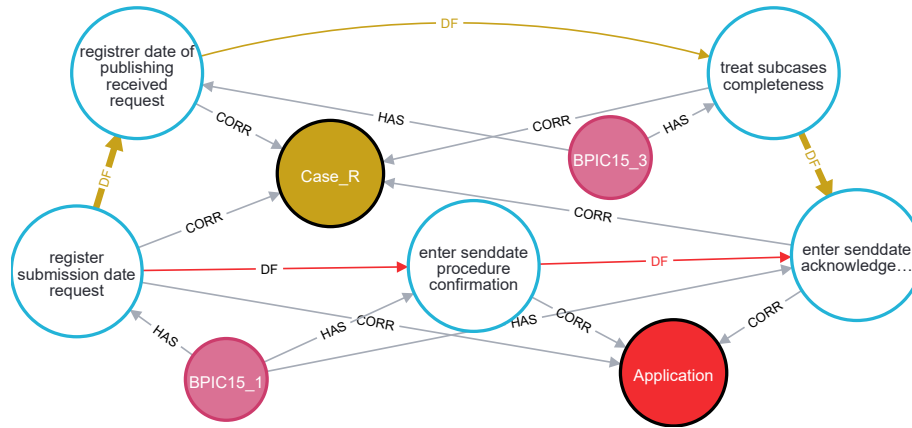 DF
registrer date of
publishing
received
request
treat subcases
completeness
HAS
CORR
CORR
HAS
BPIC15_3
Case_R
DF
DF
CORR
CORR
register
submission date
request
DF
enter senddate
procedure
confirmation
DF
enter senddate
acknowledge…
HAS
HAS
CORR
HAS
CORR
CORR
BPIC15_1
Application